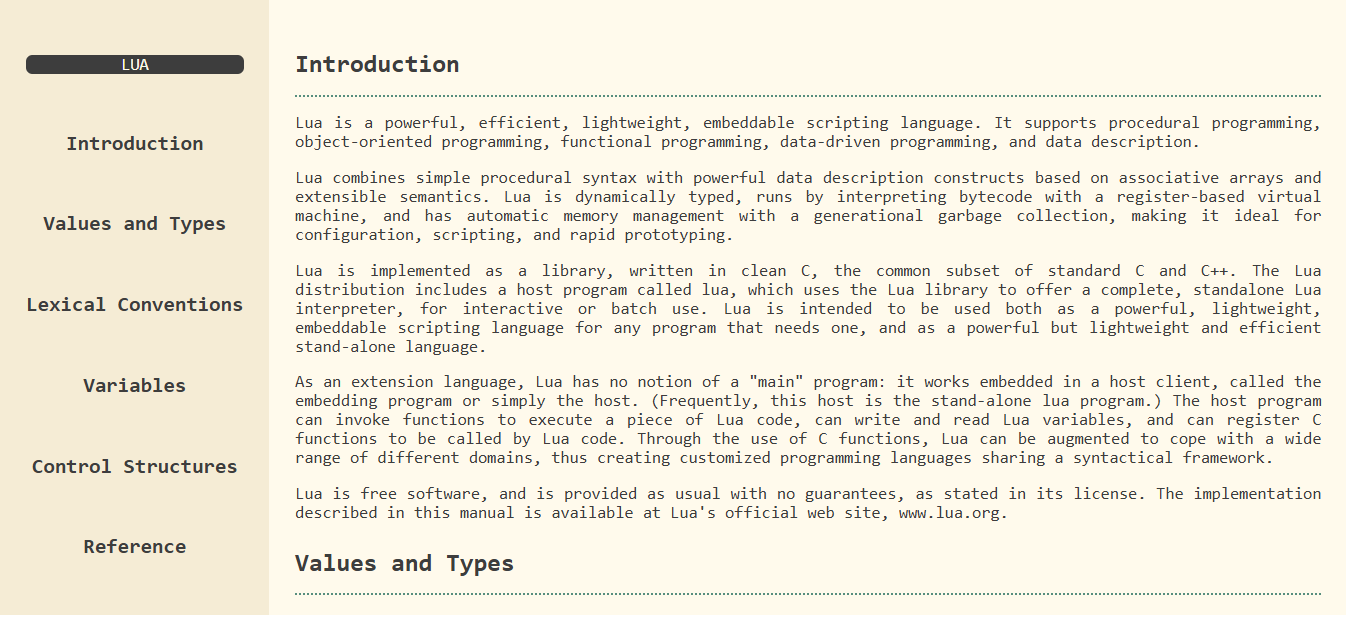 LUA
Introduction
Values and Types
Lexical Conventions
Variables
Control Structures
Reference
Introduction
Lua is a powerful, efficient, lightweight, embeddable scripting language. It supports procedural programming,
object-oriented programming, functional programming, data-driven programming, and data description.
Lua combines simple procedural syntax with powerful data description constructs based on associative arrays and
extensible semantics. Lua is dynamically typed, runs by interpreting bytecode with a register-based virtual
machine, and has automatic memory management with a generational garbage collection, making it ideal for
configuration, scripting, and rapid prototyping.
Lua is implemented as a library, written in clean C, the common subset of standard C and C++. The Lua
distribution includes a host program called lua, which uses the Lua library to offer a complete, standalone Lua
interpreter, for interactive or batch use. Lua is intended to be used both as a powerful, lightweight,
embeddable scripting language for any program that needs one, and as a powerful but lightweight and efficient
stand-alone language.
As an extension language, Lua has no notion of a "main" program: it works embedded in a host client, called the
embedding program or simply the host. (Frequently, this host is the stand-alone lua program.) The host program
can invoke functions to execute a piece of Lua code, can write and read Lua variables, and can register C
functions to be called by Lua code. Through the use of C functions, Lua can be augmented to cope with a wide
range of different domains, thus creating customized programming languages sharing a syntactical framework.
Lua is free software, and is provided as usual with no guarantees, as stated in its license. The implementation
described in this manual is available at Lua's official web site, www.lua.org.
Values and Types